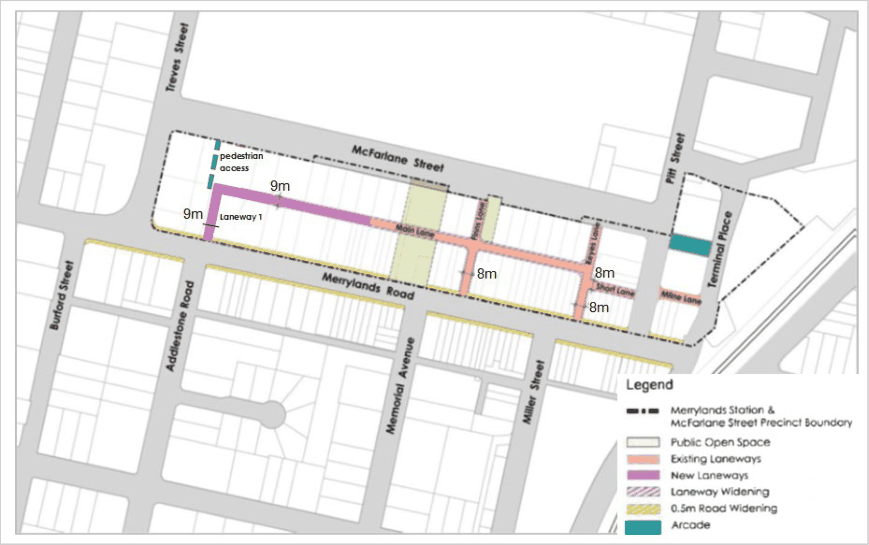 Treves Street
McFarlane Street
Pitt Street
Terminal Place
pedestrian
access
9m
9m
Laneway 1
Main Lane
Keyes Lane
8m
8m
8m
Short Lane
Milne Lane
Merrylands Road
Burford Street
Addlestone Road
Memorial Avenue
Miller Street
Legend
Merrylands Station &
McFarlane Street Precinct Boundary
Public Open Space
Existing Laneways
New Laneways
Laneway Widening
0.5m Road Widening
Arcade